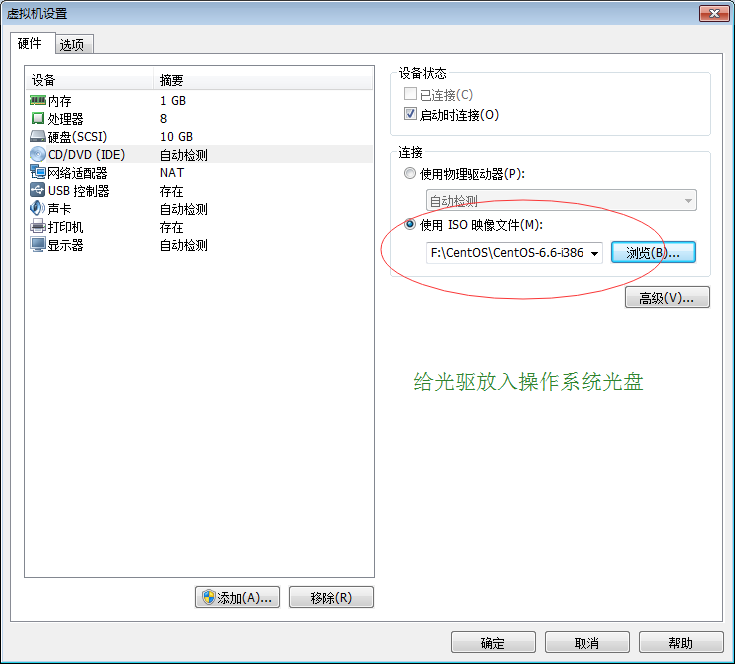 虚拟机设置
硬件 选项
设备 摘要
内存 1 GB
处理器 8
硬盘(SCSI) 10 GB
CD/DVD (IDE) 自动检测
网络适配器 NAT
USB 控制器 存在
声卡 自动检测
打印机 存在
显示器 自动检测
设备状态
已连接(C)
启动时连接(O)
连接
使用物理驱动器(P):
自动检测
使用 ISO 映像文件(M):
F:\CentOS\CentOS-6.6-i386 浏览(B)...
高级(V)...
给光驱放入操作系统光盘
添加(A)... 移除(R)
确定 取消 帮助